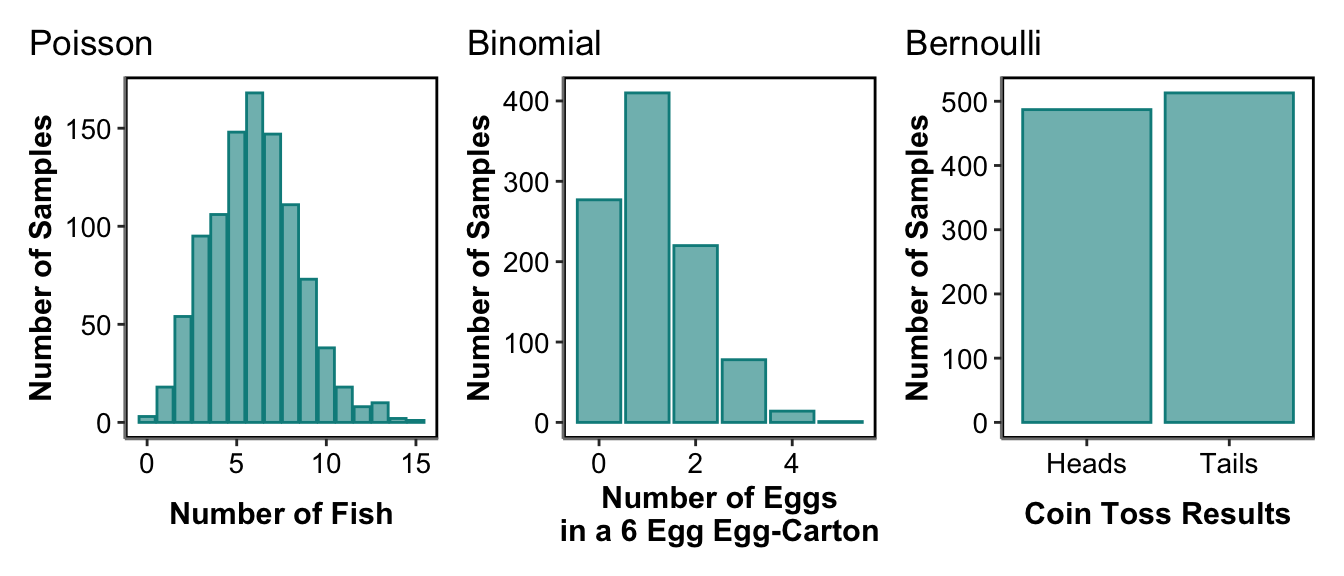 Poisson
Number of Samples
150
100
50
0
0 5 10 15
Number of Fish
Binomial
Number of Samples
400
300
200
100
0
0 2 4
Number of Eggs
in a 6 Egg Egg-Carton
Bernoulli
Number of Samples
500
400
300
200
100
0
Heads Tails
Coin Toss Results